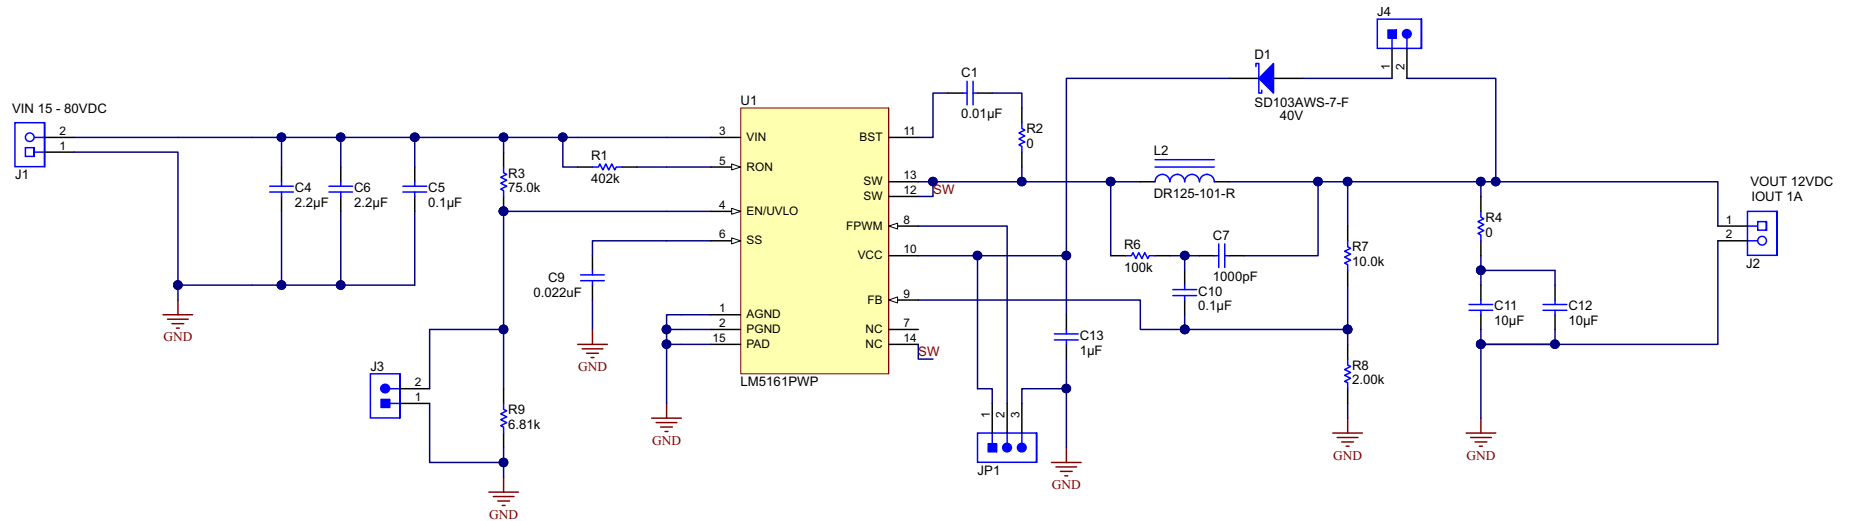 VIN 15 - 80VDC
2
1
J1
C4
2.2µF
C6
2.2µF
C5
0.1µF
GND
R3
75.0k
R1
402k
C9
0.022uF
GND
J3
2
1
R9
6.81k
GND
U1
3 VIN
5 RON
4 EN/UVLO
6 SS
1 AGND
2 PGND
15 PAD
BST 11
SW 13
SW 12
FPWM 8
VCC 10
FB 9
NC 7
NC 14
LM5161PWP
SW
SW
GND
C1
0.01µF
R2
0
JP1
1
2
3
C13
1µF
GND
D1
SD103AWS-7-F
40V
J4
1
2
L2
DR125-101-R
R6
100k
C7
1000pF
C10
0.1µF
R7
10.0k
R8
2.00k
GND
R4
0
C11
10µF
C12
10µF
GND
VOUT 12VDC
IOUT 1A
1
2
J2